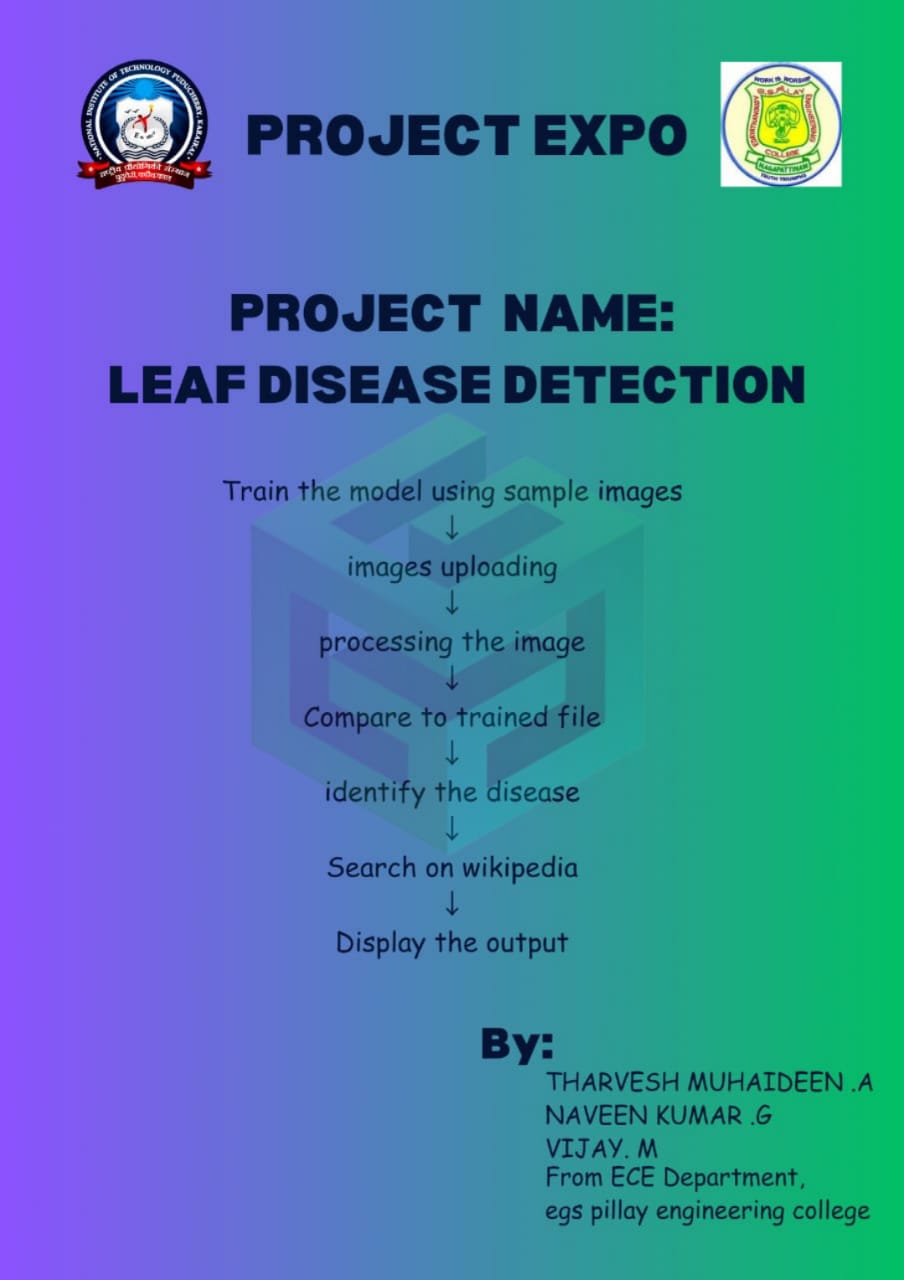 NATIONAL INSTITUTE OF TECHNOLOGY PUDUCHERRY, KARAIKAL
राष्ट्रीय प्रौद्योगिकी संस्थान
पुदुचेरी, कारैकाल
PROJECT EXPO
WORK IS WORSHIP
E.G.S. PILLAY
ENGINEERING
COLLEGE
NAGAPATTINAM
TRUTH TRIUMPHS
PROJECT NAME:
LEAF DISEASE DETECTION
Train the model using sample images
↓
images uploading
↓
processing the image
↓
Compare to trained file
↓
identify the disease
↓
Search on wikipedia
↓
Display the output
By:
THARVESH MUHAIDEEN .A
NAVEEN KUMAR .G
VIJAY. M
From ECE Department,
egs pillay engineering college